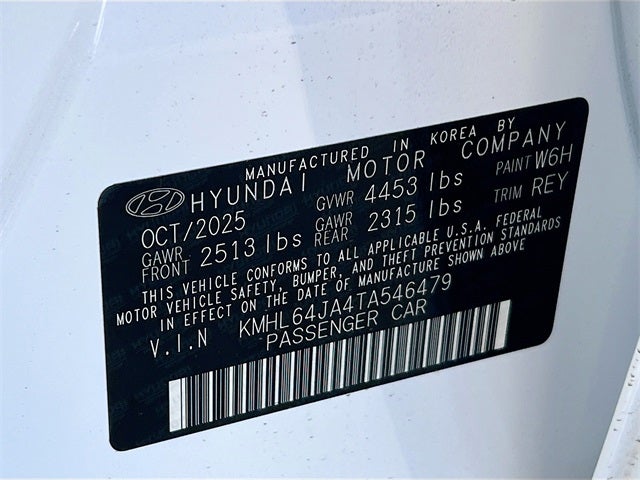 MANUFACTURED IN KOREA BY
HYUNDAI MOTOR COMPANY
OCT/2025 GVWR 4453 lbs PAINT W6H
GAWR FRONT 2513 lbs GAWR REAR 2315 lbs TRIM REY
THIS VEHICLE CONFORMS TO ALL APPLICABLE U.S.A. FEDERAL
MOTOR VEHICLE SAFETY, BUMPER, AND THEFT PREVENTION STANDARDS
IN EFFECT ON THE DATE OF MANUFACTURE SHOWN ABOVE
V.I.N KMHL64JA4TA546479
PASSENGER CAR